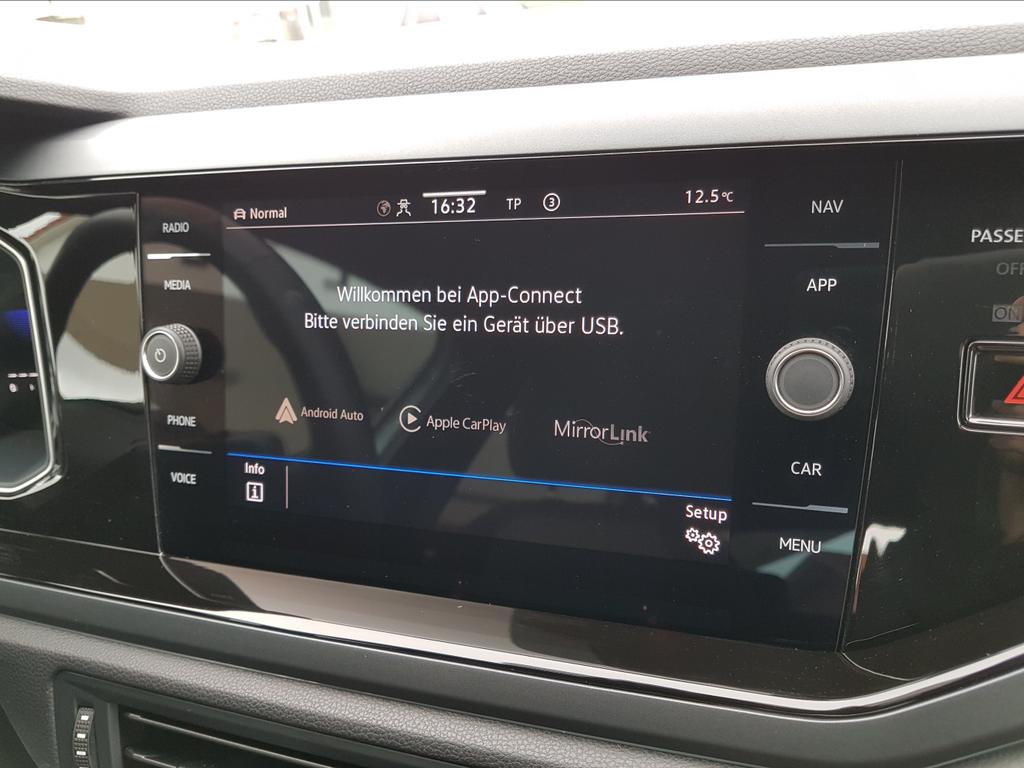 RADIO
MEDIA
PHONE
VOICE
Normal
16:32
TP
3
12.5°C
Willkommen bei App-Connect
Bitte verbinden Sie ein Gerät über USB.
Android Auto
Apple CarPlay
MirrorLink
Info
i
Setup
NAV
APP
CAR
MENU
PASSE
OF
ON